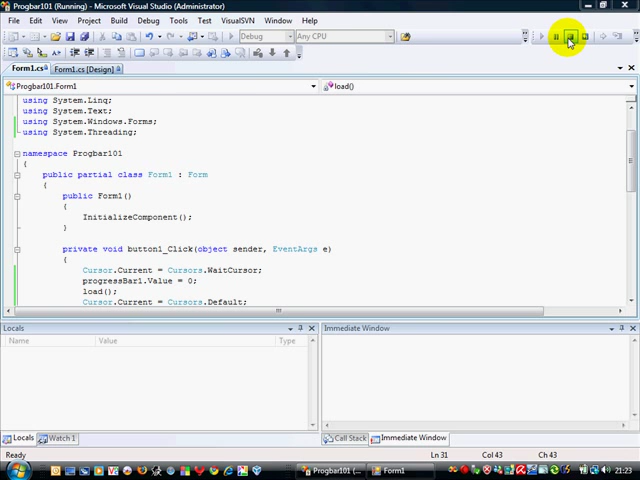 Progbar101 (Running) - Microsoft Visual Studio (Administrator)
File Edit View Project Build Debug Tools Test VisualSVN Window Help
Debug Any CPU
Form1.cs Form1.cs [Design]
Progbar101.Form1 load()
using System.Linq;
using System.Text;
using System.Windows.Forms;
using System.Threading;
namespace Progbar101
{
public partial class Form1 : Form
{
public Form1()
{
InitializeComponent();
}
private void button1_Click(object sender, EventArgs e)
{
Cursor.Current = Cursors.WaitCursor;
progressBar1.Value = 0;
load();
Cursor.Current = Cursors.Default;
Locals Immediate Window
Name Value Type
Locals Watch 1 Call Stack Immediate Window
Ready Ln 31 Col 43 Ch 43
Progbar101 (... Form1 21:23